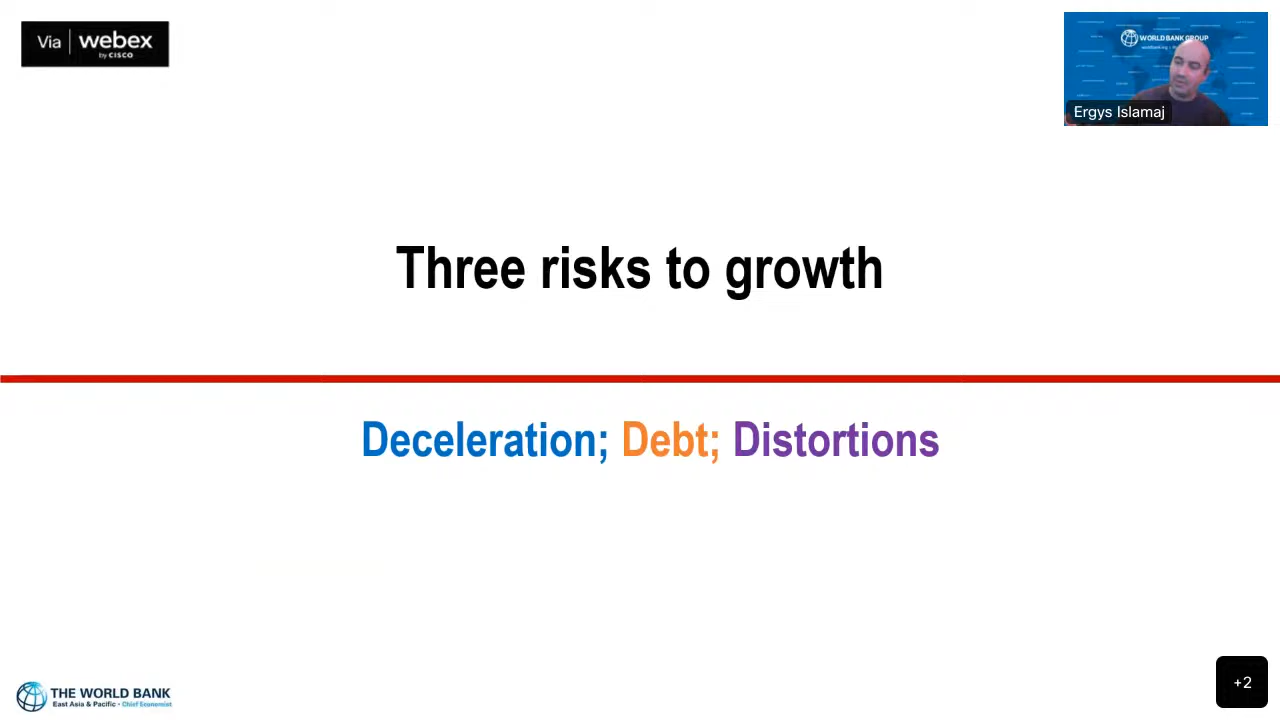 Via webex
by CISCO
WORLD BANK GROUP
Ergys Islamaj
Three risks to growth
Deceleration; Debt; Distortions
THE WORLD BANK
East Asia & Pacific • Chief Economist
+2